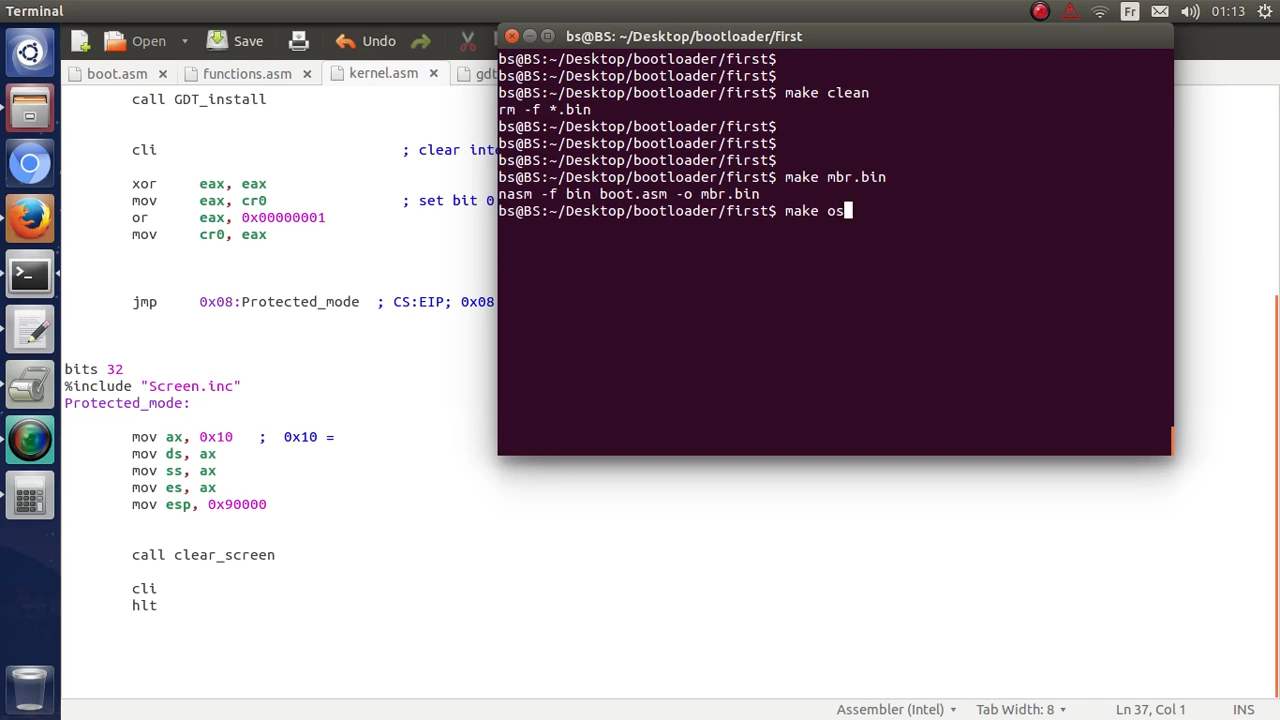 Terminal
Fr
01:13
Open
Save
Undo
boot.asm
functions.asm
kernel.asm
gdt
call GDT_install
cli ; clear inte
xor eax, eax
mov eax, cr0 ; set bit 0
or eax, 0x00000001
mov cr0, eax
jmp 0x08:Protected_mode ; CS:EIP; 0x08
bits 32
%include "Screen.inc"
Protected_mode:
mov ax, 0x10 ; 0x10 =
mov ds, ax
mov ss, ax
mov es, ax
mov esp, 0x90000
call clear_screen
cli
hlt
Assembler (Intel)
Tab Width: 8
Ln 37, Col 1
INS
bs@BS: ~/Desktop/bootloader/first
bs@BS:~/Desktop/bootloader/first$
bs@BS:~/Desktop/bootloader/first$
bs@BS:~/Desktop/bootloader/first$ make clean
rm -f *.bin
bs@BS:~/Desktop/bootloader/first$
bs@BS:~/Desktop/bootloader/first$
bs@BS:~/Desktop/bootloader/first$
bs@BS:~/Desktop/bootloader/first$ make mbr.bin
nasm -f bin boot.asm -o mbr.bin
bs@BS:~/Desktop/bootloader/first$ make os